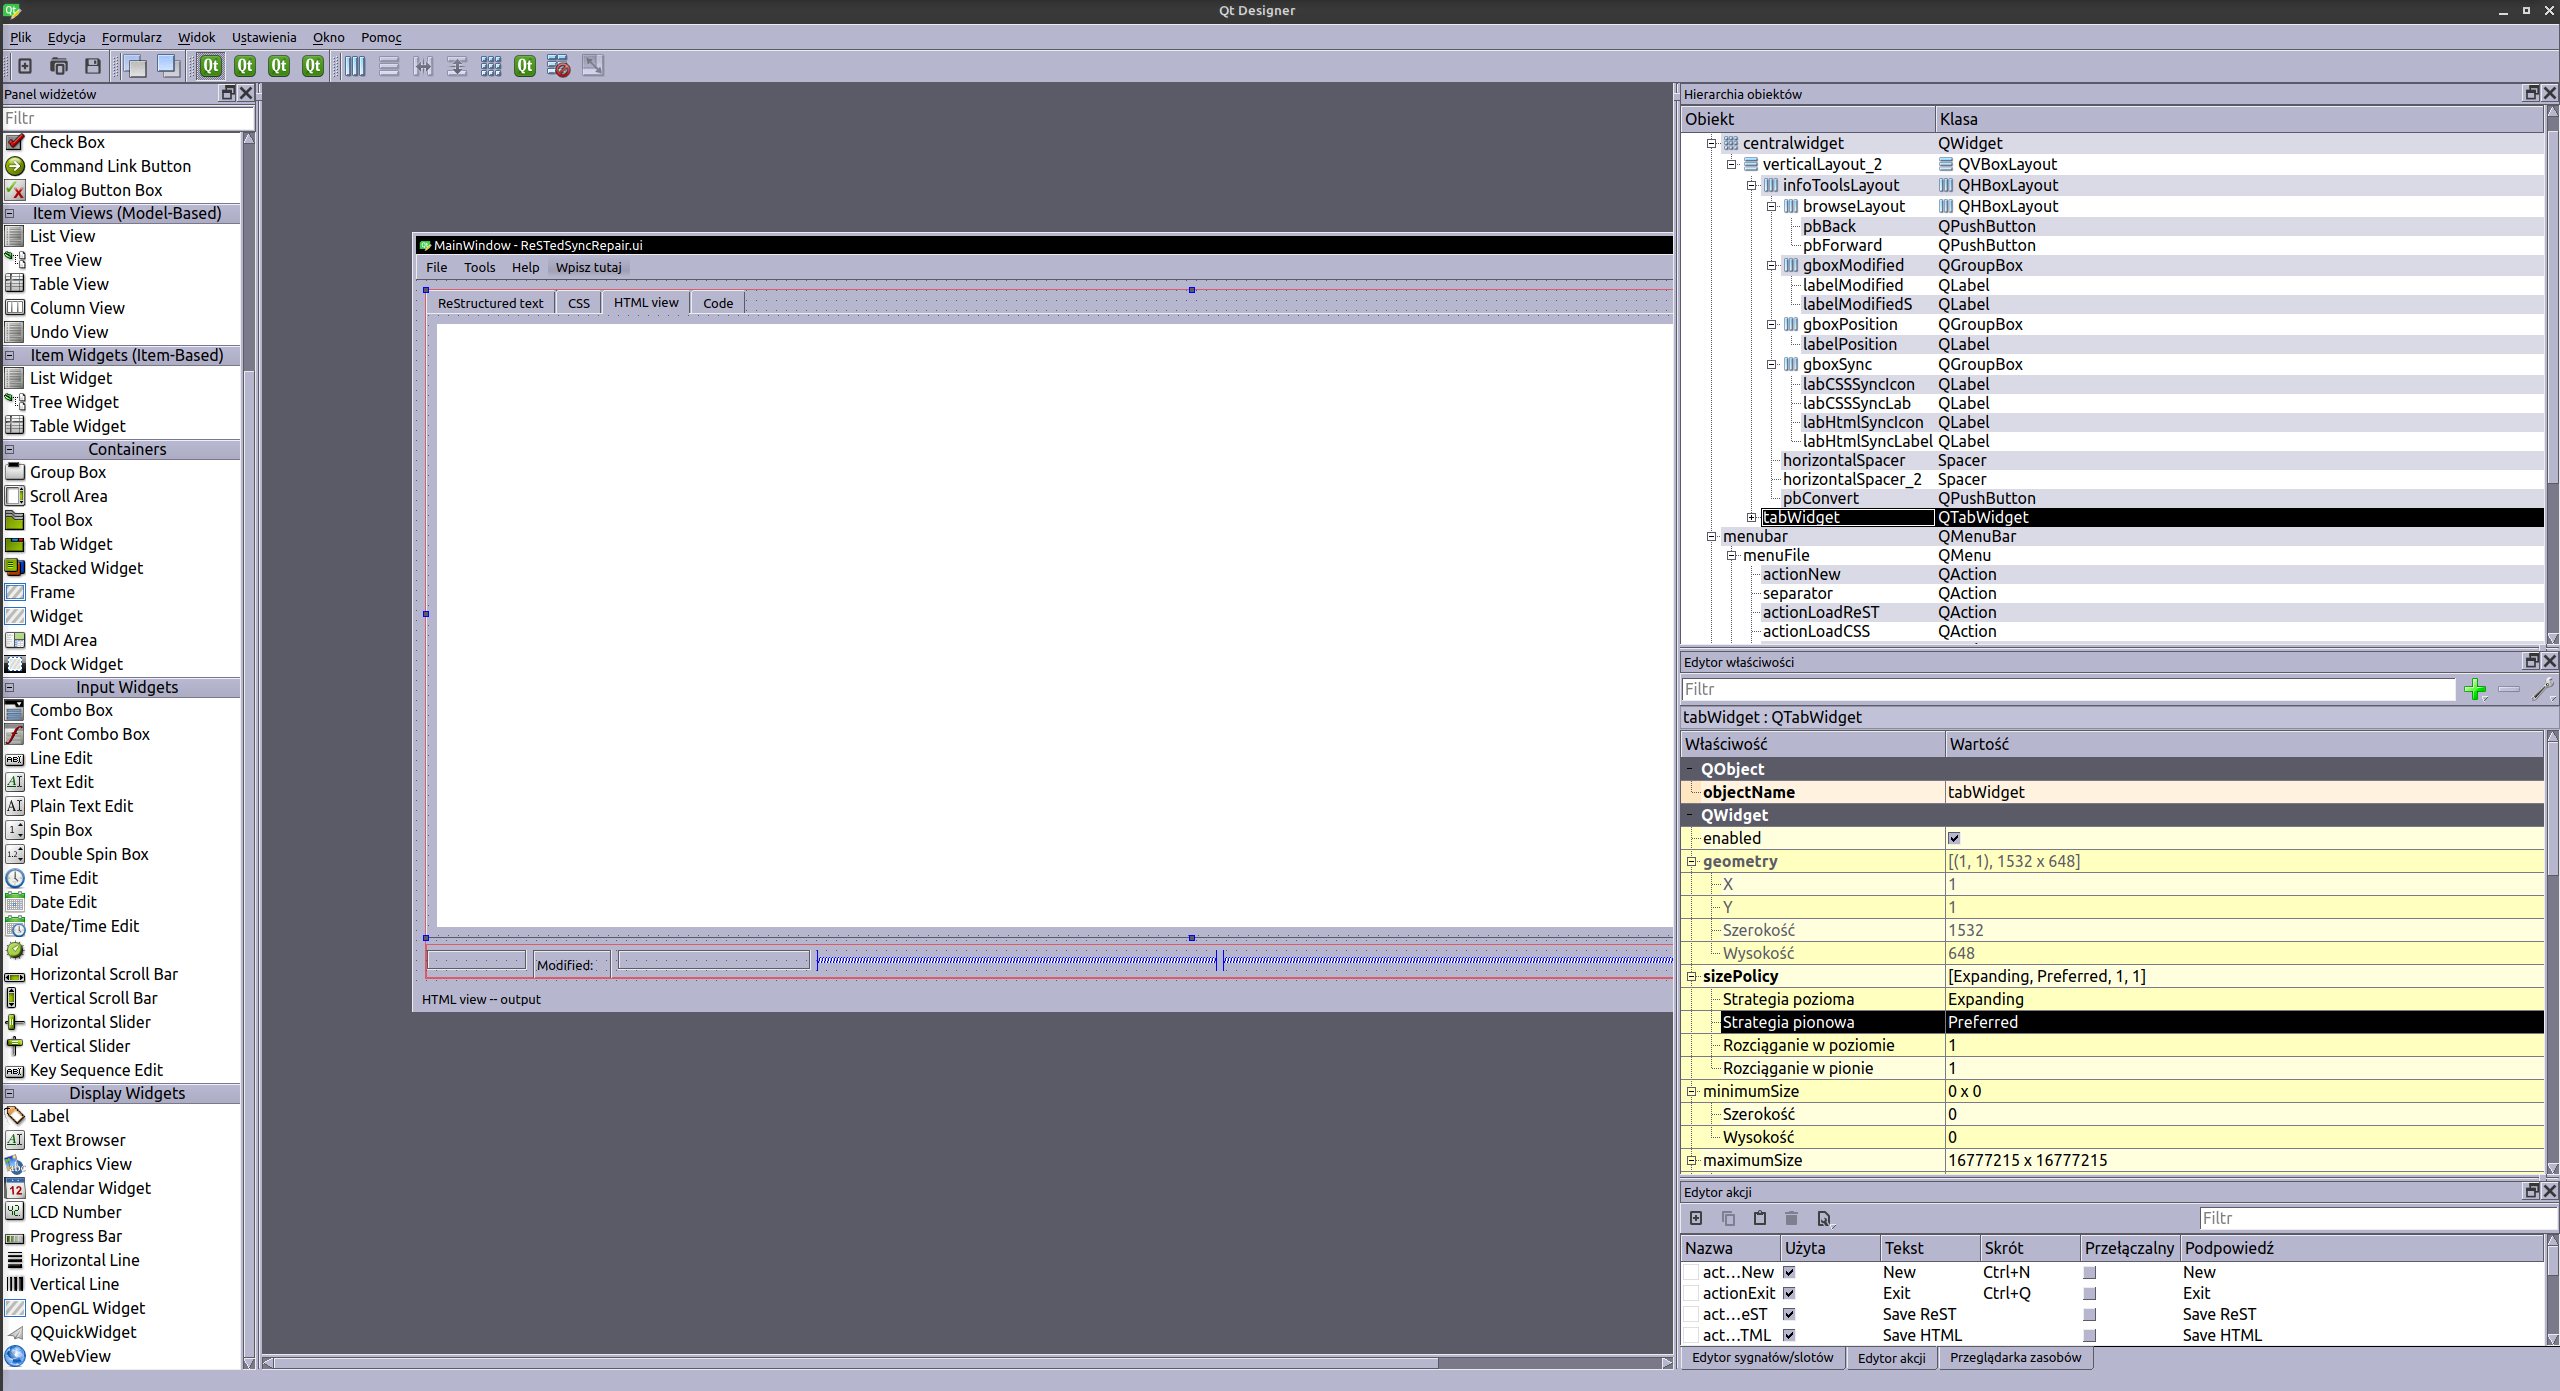 Qt Designer
Plik Edycja Formularz Widok Ustawienia Okno Pomoc
Panel widżetów
Filtr
Check Box
Command Link Button
Dialog Button Box
Item Views (Model-Based)
List View
Tree View
Table View
Column View
Undo View
Item Widgets (Item-Based)
List Widget
Tree Widget
Table Widget
Containers
Group Box
Scroll Area
Tool Box
Tab Widget
Stacked Widget
Frame
Widget
MDI Area
Dock Widget
Input Widgets
Combo Box
Font Combo Box
Line Edit
Text Edit
Plain Text Edit
Spin Box
Double Spin Box
Time Edit
Date Edit
Date/Time Edit
Dial
Horizontal Scroll Bar
Vertical Scroll Bar
Horizontal Slider
Vertical Slider
Key Sequence Edit
Display Widgets
Label
Text Browser
Graphics View
Calendar Widget
LCD Number
Progress Bar
Horizontal Line
Vertical Line
OpenGL Widget
QQuickWidget
QWebView
MainWindow - ReSTedSyncRepair.ui
File Tools Help Wpisz tutaj
ReStructured text CSS HTML view Code
Modified:
HTML view -- output
Hierarchia obiektów
Obiekt Klasa
centralwidget QWidget
verticalLayout_2 QVBoxLayout
infoToolsLayout QHBoxLayout
browseLayout QHBoxLayout
pbBack QPushButton
pbForward QPushButton
gboxModified QGroupBox
labelModified QLabel
labelModifiedS QLabel
gboxPosition QGroupBox
labelPosition QLabel
gboxSync QGroupBox
labCSSSyncIcon QLabel
labCSSSyncLab QLabel
labHtmlSyncIcon QLabel
labHtmlSyncLabel QLabel
horizontalSpacer Spacer
horizontalSpacer_2 Spacer
pbConvert QPushButton
tabWidget QTabWidget
menubar QMenuBar
menuFile QMenu
actionNew QAction
separator QAction
actionLoadReST QAction
actionLoadCSS QAction
Edytor właściwości
Filtr
tabWidget : QTabWidget
Właściwość Wartość
QObject
objectName tabWidget
QWidget
enabled
geometry [(1, 1), 1532 x 648]
X 1
Y 1
Szerokość 1532
Wysokość 648
sizePolicy [Expanding, Preferred, 1, 1]
Strategia pozioma Expanding
Strategia pionowa Preferred
Rozciąganie w poziomie 1
Rozciąganie w pionie 1
minimumSize 0 x 0
Szerokość 0
Wysokość 0
maximumSize 16777215 x 16777215
Edytor akcji
Filtr
Nazwa Użyta Tekst Skrót Przełączalny Podpowiedź
act...New New Ctrl+N New
actionExit Exit Ctrl+Q Exit
act...eST Save ReST Save ReST
act...TML Save HTML Save HTML
Edytor sygnałów/slotów Edytor akcji Przeglądarka zasobów